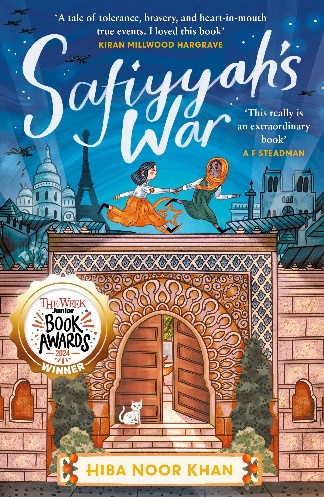 ‘A tale of tolerance, bravery, and heart-in-mouth
true events. I loved this book’
KIRAN MILLWOOD HARGRAVE
Safiyyah's
War
‘This really is
an extraordinary
book’
A F STEADMAN
THE WEEK
Junior
BOOK
AWARDS
2024
WINNER
HIBA NOOR KHAN